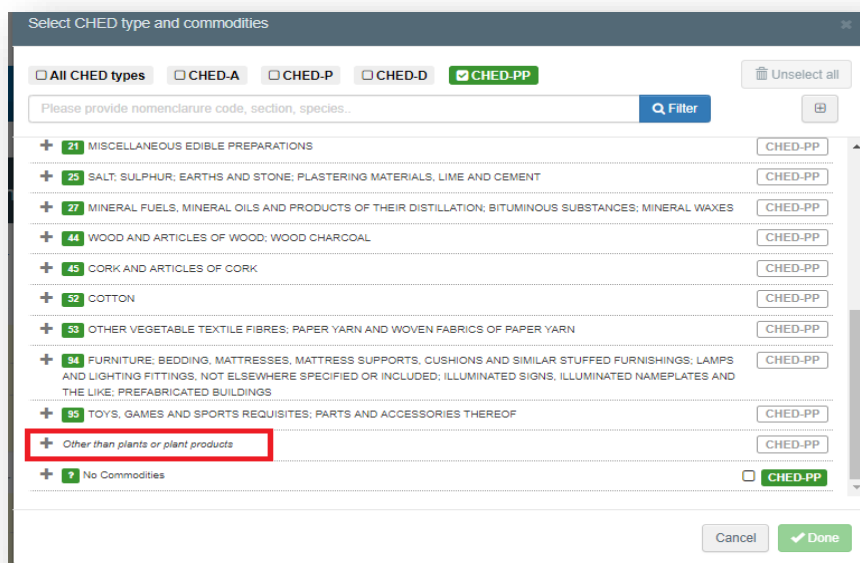 Select CHED type and commodities
All CHED types CHED-A CHED-P CHED-D CHED-PP Unselect all
Please provide nomenclarure code, section, species.. Filter
21 MISCELLANEOUS EDIBLE PREPARATIONS CHED-PP
25 SALT; SULPHUR; EARTHS AND STONE; PLASTERING MATERIALS, LIME AND CEMENT CHED-PP
27 MINERAL FUELS, MINERAL OILS AND PRODUCTS OF THEIR DISTILLATION; BITUMINOUS SUBSTANCES; MINERAL WAXES CHED-PP
44 WOOD AND ARTICLES OF WOOD; WOOD CHARCOAL CHED-PP
45 CORK AND ARTICLES OF CORK CHED-PP
52 COTTON CHED-PP
53 OTHER VEGETABLE TEXTILE FIBRES; PAPER YARN AND WOVEN FABRICS OF PAPER YARN CHED-PP
94 FURNITURE; BEDDING, MATTRESSES, MATTRESS SUPPORTS, CUSHIONS AND SIMILAR STUFFED FURNISHINGS; LAMPS CHED-PP
AND LIGHTING FITTINGS, NOT ELSEWHERE SPECIFIED OR INCLUDED; ILLUMINATED SIGNS, ILLUMINATED NAMEPLATES AND
THE LIKE; PREFABRICATED BUILDINGS
95 TOYS, GAMES AND SPORTS REQUISITES; PARTS AND ACCESSORIES THEREOF CHED-PP
Other than plants or plant products CHED-PP
? No Commodities CHED-PP
Cancel Done